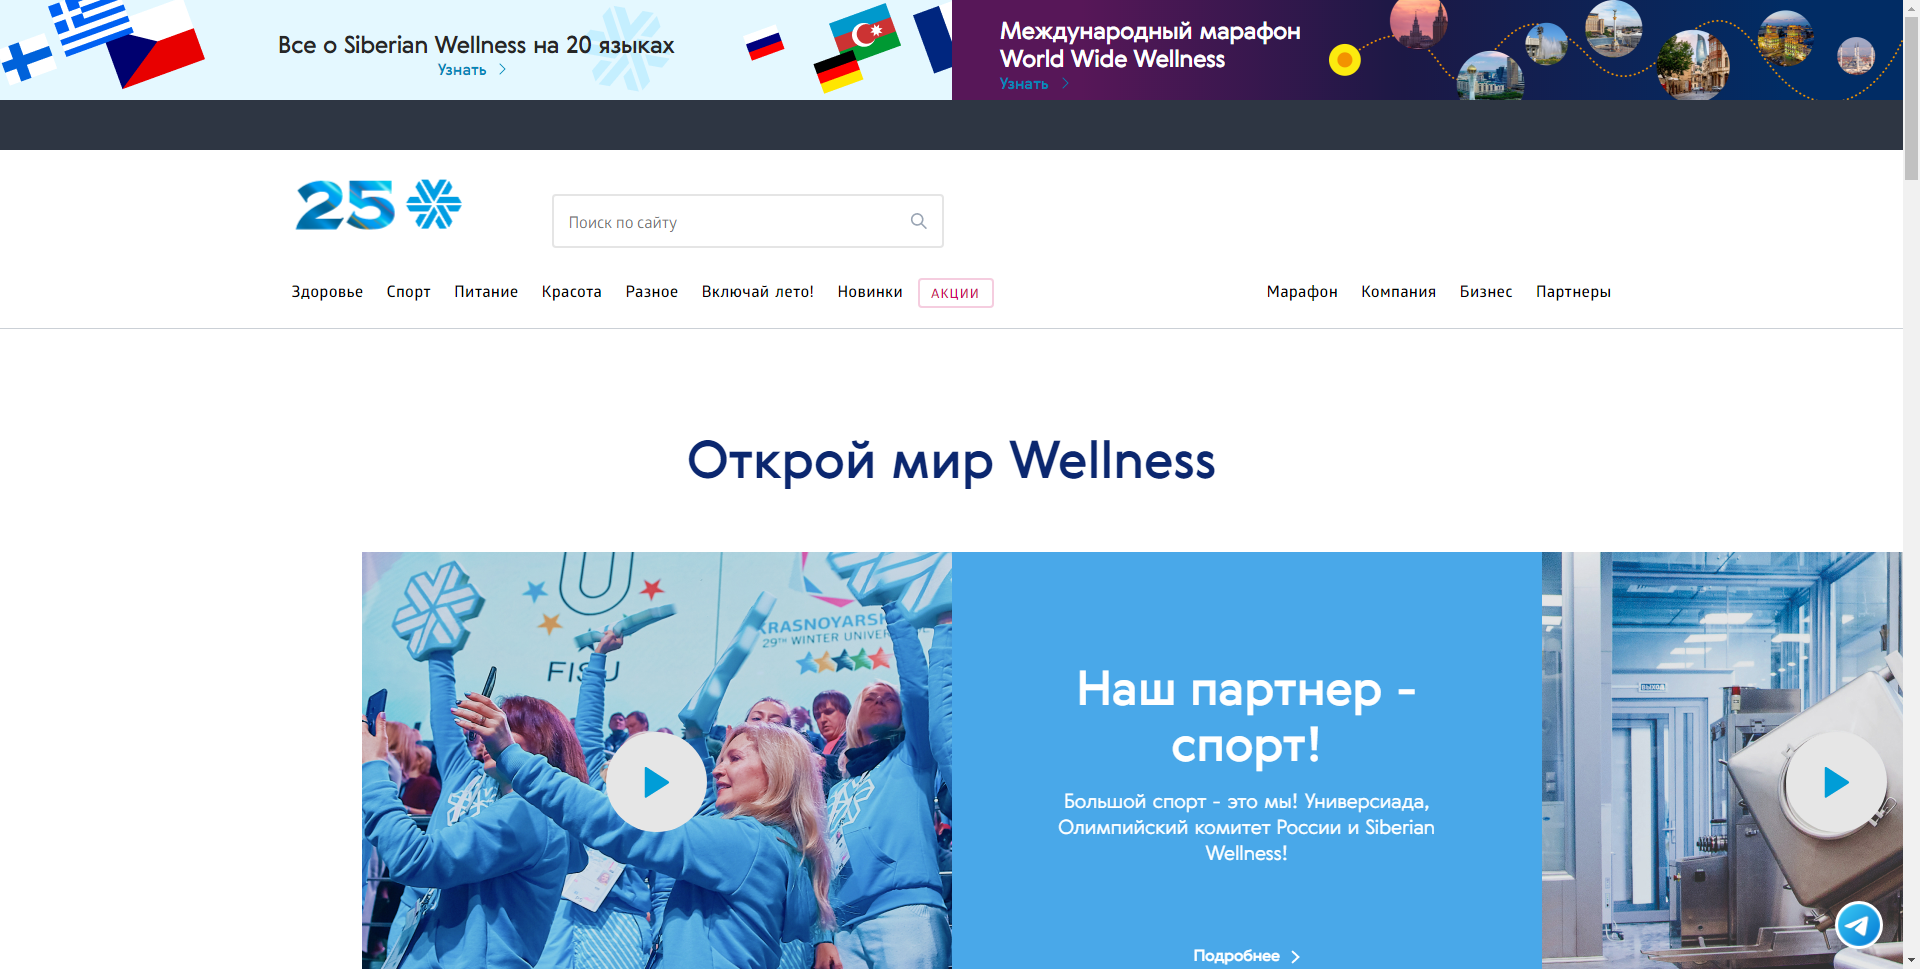 Все о Siberian Wellness на 20 языках
Узнать
Международный марафон
World Wide Wellness
Узнать
25
Поиск по сайту
Здоровье Спорт Питание Красота Разное Включай лето! Новинки АКЦИИ Марафон Компания Бизнес Партнеры
Открой мир Wellness
U
FISU
KRASNOYARSK
29TH WINTER UNIVER
Наш партнер -
спорт!
Большой спорт - это мы! Универсиада,
Олимпийский комитет России и Siberian
Wellness!
Подробнее
ВЫХОД